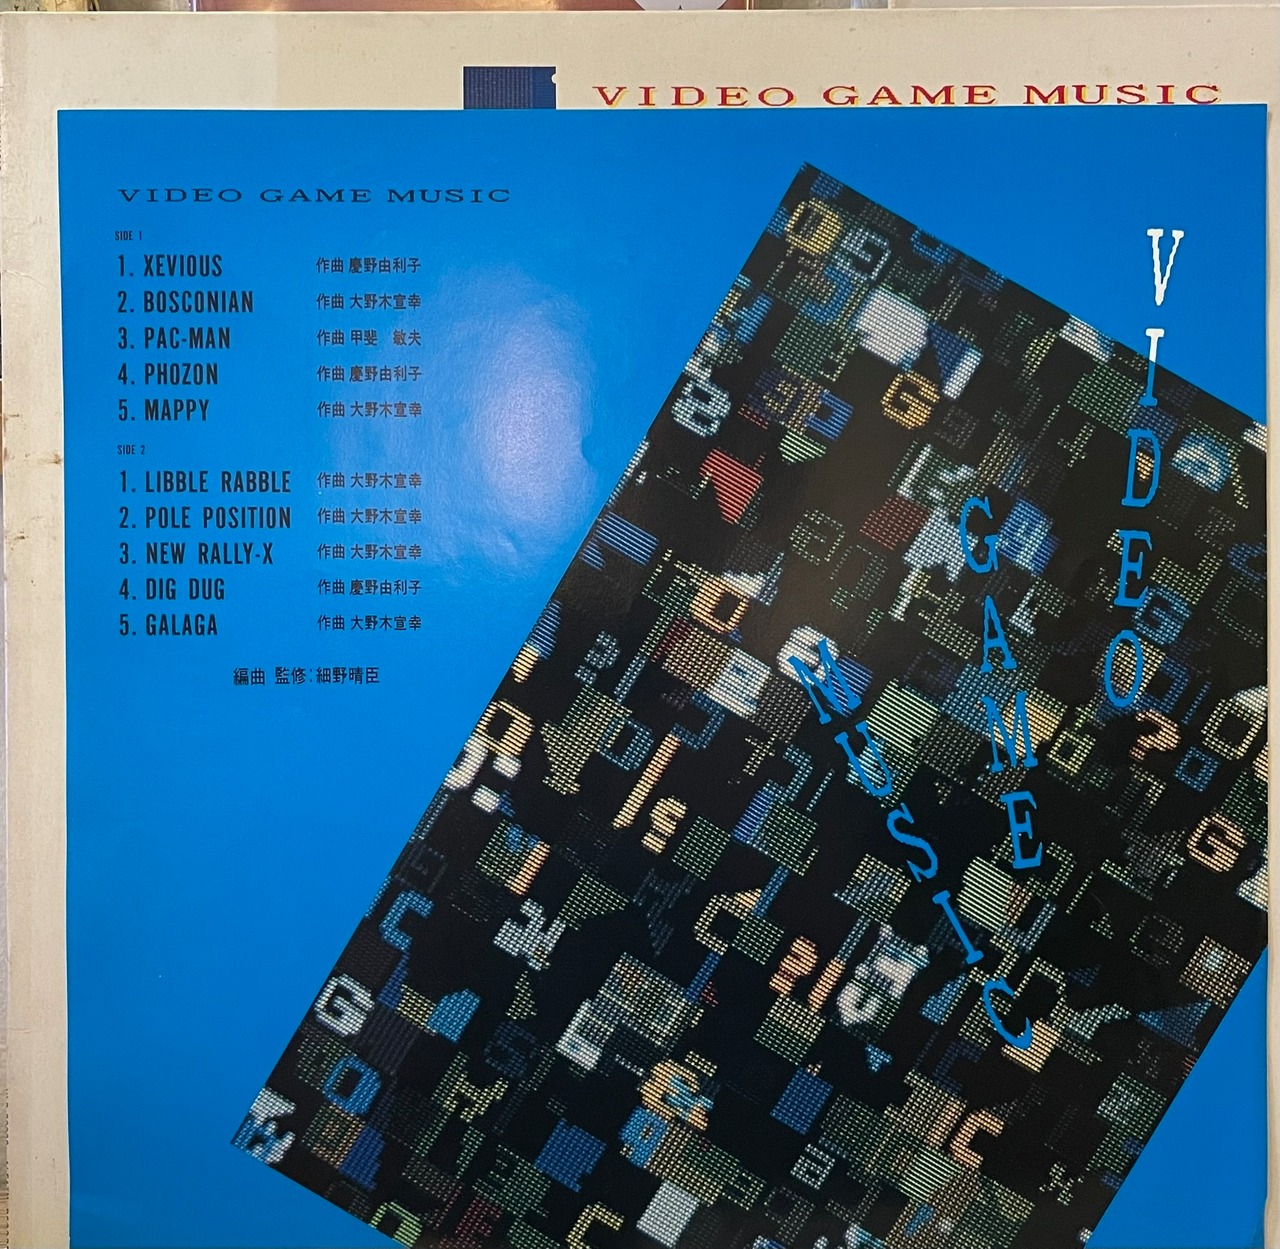 VIDEO GAME MUSIC
VIDEO GAME MUSIC
SIDE 1
1. XEVIOUS 作曲 慶野由利子
2. BOSCONIAN 作曲 大野木宣幸
3. PAC-MAN 作曲 甲斐 敏夫
4. PHOZON 作曲 慶野由利子
5. MAPPY 作曲 大野木宣幸
SIDE 2
1. LIBBLE RABBLE 作曲 大野木宣幸
2. POLE POSITION 作曲 大野木宣幸
3. NEW RALLY-X 作曲 大野木宣幸
4. DIG DUG 作曲 慶野由利子
5. GALAGA 作曲 大野木宣幸
編曲 監修:細野晴臣
VIDEO
GAME
MUSIC